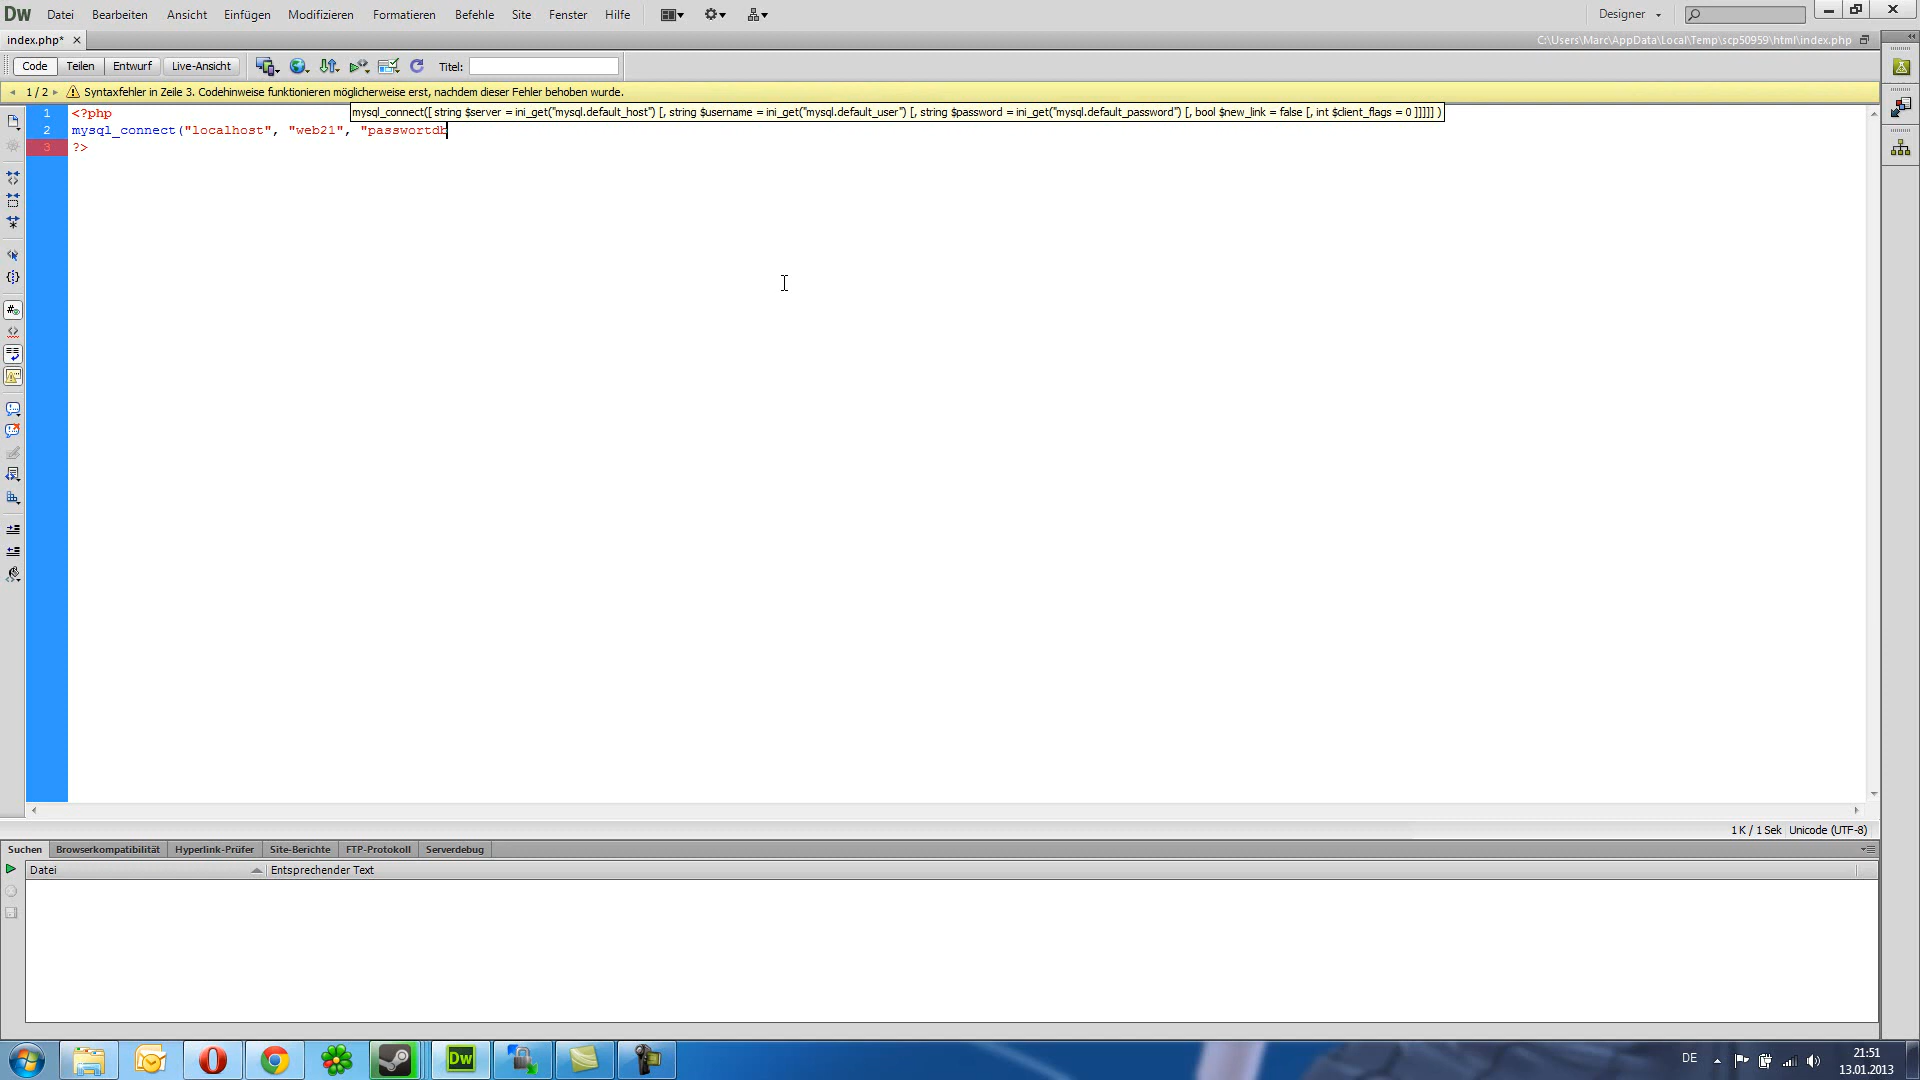 Dw Datei Bearbeiten Ansicht Einfügen Modifizieren Formatieren Befehle Site Fenster Hilfe Designer
index.php* C:\Users\Marc\AppData\Local\Temp\scp50959\html\index.php
Code Teilen Entwurf Live-Ansicht Titel:
1 / 2 Syntaxfehler in Zeile 3. Codehinweise funktionieren möglicherweise erst, nachdem dieser Fehler behoben wurde.
mysql_connect([ string $server = ini_get("mysql.default_host") [, string $username = ini_get("mysql.default_user") [, string $password = ini_get("mysql.default_password") [, bool $new_link = false [, int $client_flags = 0 ]]]]] )
1 <?php
2 mysql_connect("localhost", "web21", "passwortdb
3 ?>
1 K / 1 Sek Unicode (UTF-8)
Suchen Browserkompatibilität Hyperlink-Prüfer Site-Berichte FTP-Protokoll Serverdebug
Datei Entsprechender Text
Dw DE 21:51
13.01.2013